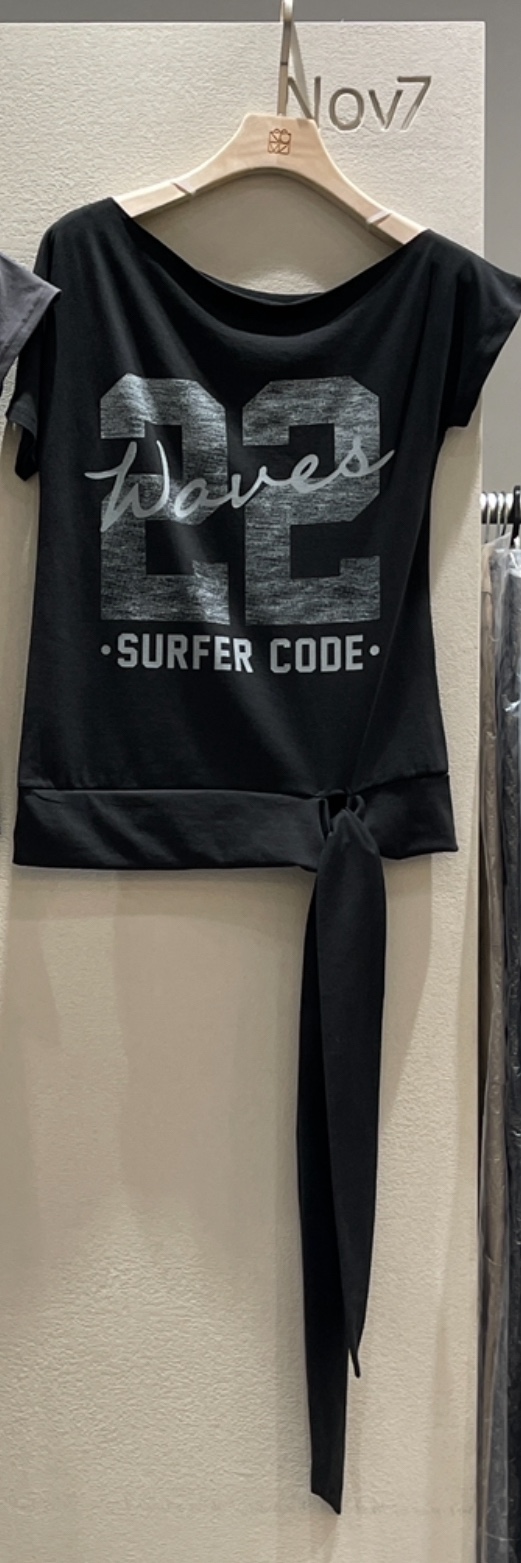 Nov7
22
Waves
•SURFER CODE•